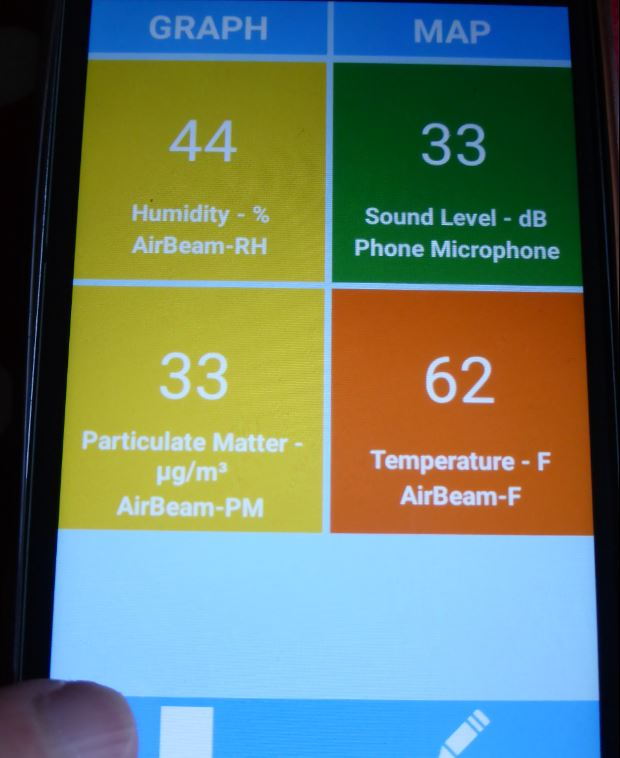 GRAPH
MAP
44
Humidity - %
AirBeam-RH
33
Sound Level - dB
Phone Microphone
33
Particulate Matter -
µg/m³
AirBeam-PM
62
Temperature - F
AirBeam-F